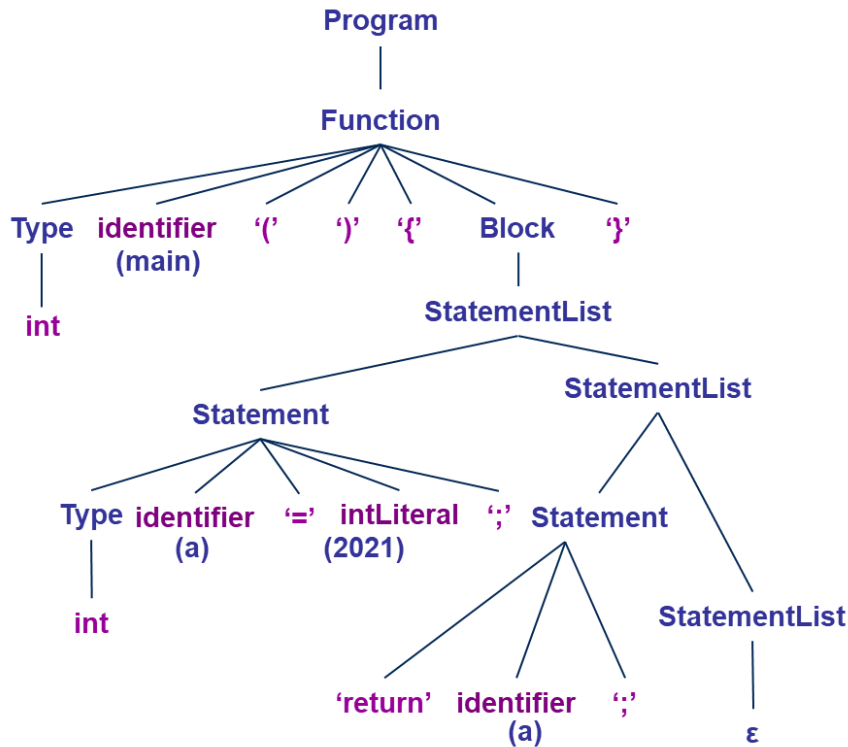 Program
Function
Type identifier ‘(’ ‘)’ ‘{’ Block ‘}’
(main)
int
StatementList
StatementList
Statement
Type identifier ‘=’ intLiteral ‘;’ Statement
(a) (2021)
int
StatementList
‘return’ identifier ‘;’
(a) ε